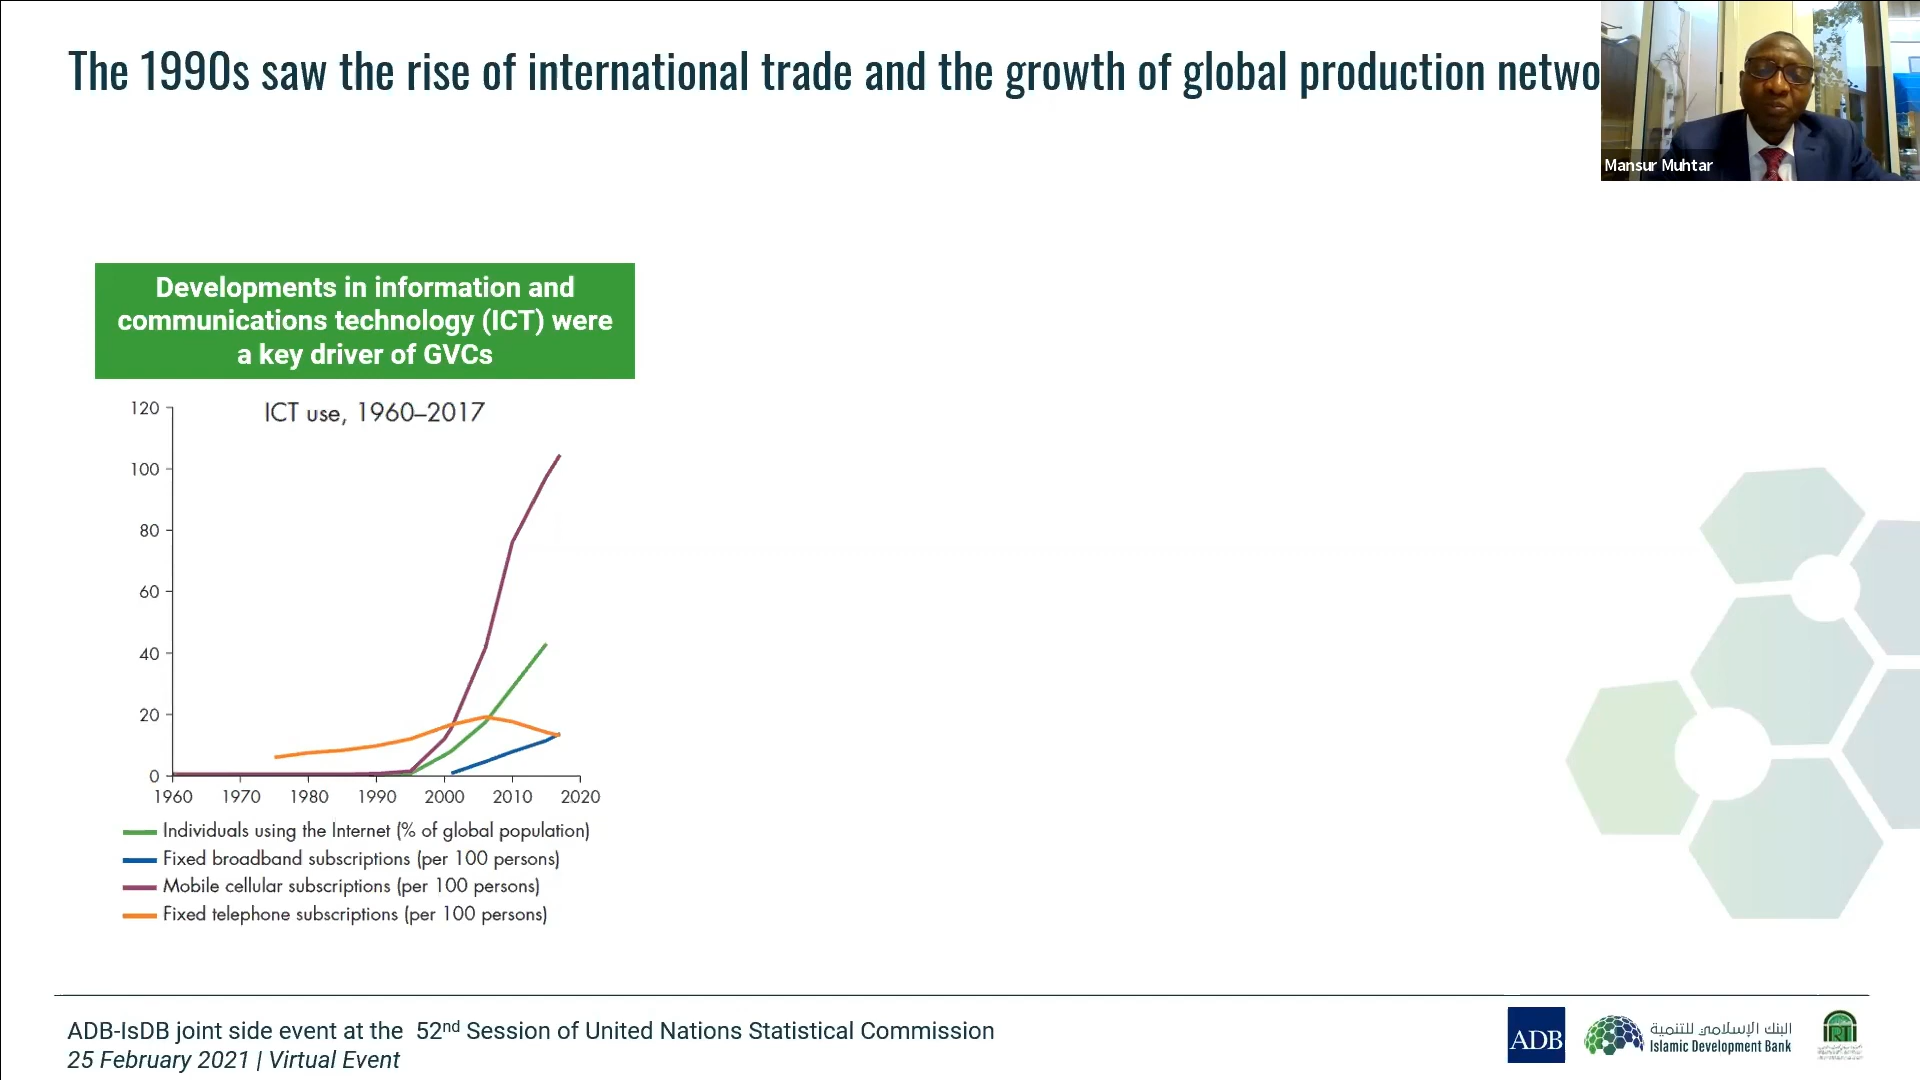 The 1990s saw the rise of international trade and the growth of global production netwo
Mansur Muhtar
Developments in information and
communications technology (ICT) were
a key driver of GVCs
ICT use, 1960–2017
120
100
80
60
40
20
0
1960 1970 1980 1990 2000 2010 2020
Individuals using the Internet (% of global population)
Fixed broadband subscriptions (per 100 persons)
Mobile cellular subscriptions (per 100 persons)
Fixed telephone subscriptions (per 100 persons)
ADB-IsDB joint side event at the 52nd Session of United Nations Statistical Commission
25 February 2021 | Virtual Event
ADB
البنك الإسلامي للتنمية
Islamic Development Bank
IRTI